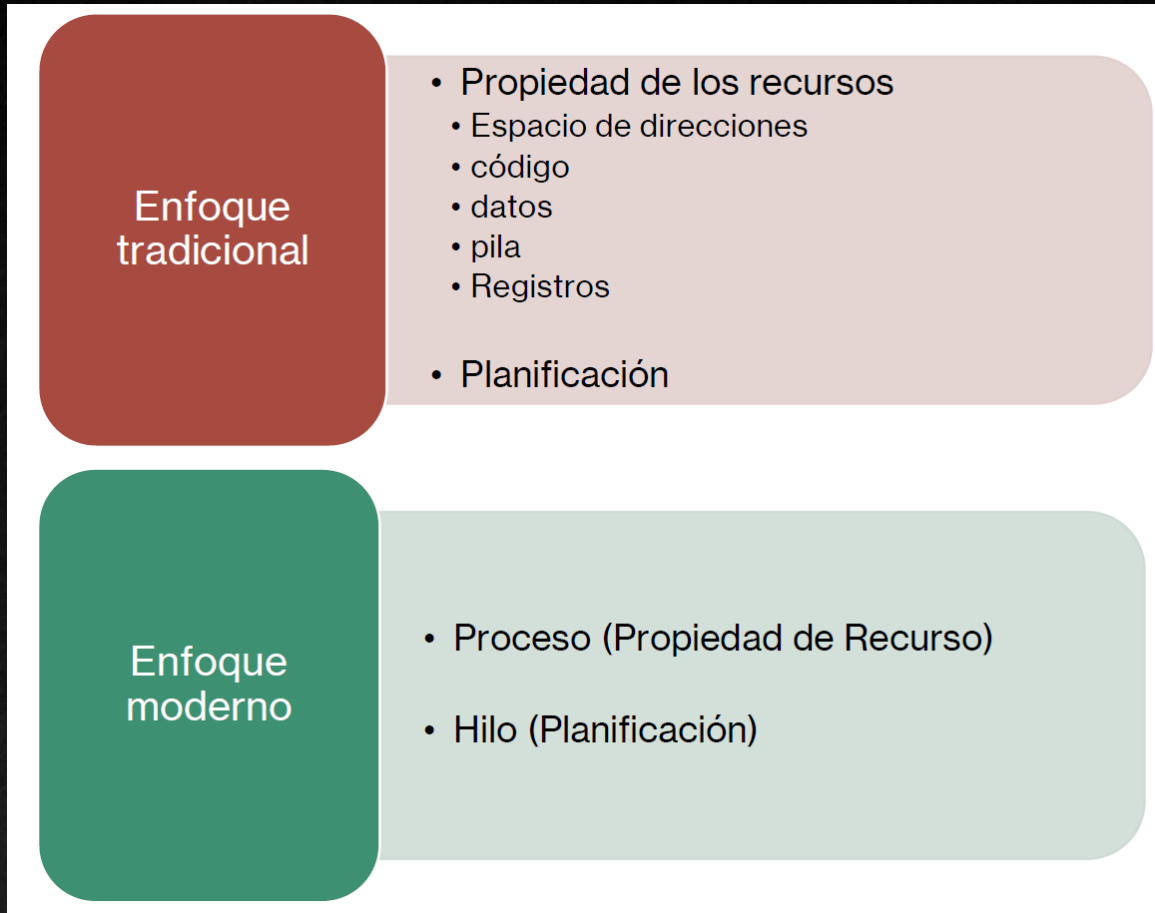 Enfoque
tradicional
• Propiedad de los recursos
• Espacio de direcciones
• código
• datos
• pila
• Registros
• Planificación
Enfoque
moderno
• Proceso (Propiedad de Recurso)
• Hilo (Planificación)